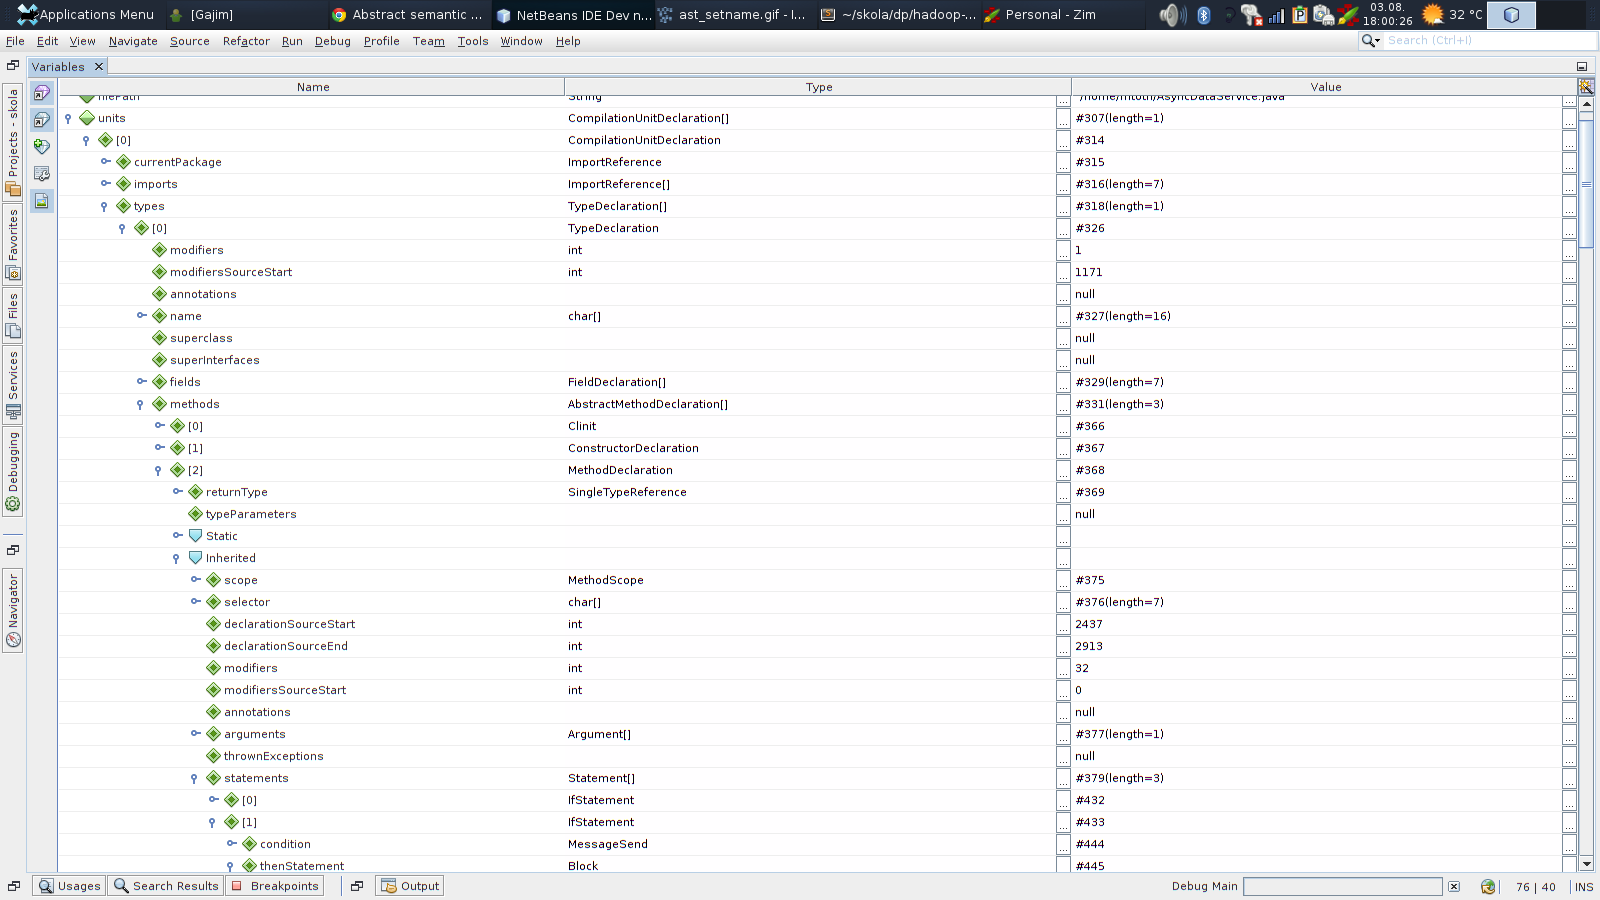 Applications Menu [Gajim] Abstract semantic ... NetBeans IDE Dev n... ast_setname.gif - I... ~/skola/dp/hadoop-... Personal - Zim 03.08. 18:00:26 32 °C
File Edit View Navigate Source Refactor Run Debug Profile Team Tools Window Help Search (Ctrl+I)
Variables
Projects - skola
Favorites
Files
Services
Debugging
Navigator
Name Type Value
filePath String ... "/home/mtoth/AsyncDataService.java" ...
units CompilationUnitDeclaration[] ... #307(length=1) ...
[0] CompilationUnitDeclaration ... #314 ...
currentPackage ImportReference ... #315 ...
imports ImportReference[] ... #316(length=7) ...
types TypeDeclaration[] ... #318(length=1) ...
[0] TypeDeclaration ... #326 ...
modifiers int ... 1 ...
modifiersSourceStart int ... 1171 ...
annotations ... null ...
name char[] ... #327(length=16) ...
superclass ... null ...
superInterfaces ... null ...
fields FieldDeclaration[] ... #329(length=7) ...
methods AbstractMethodDeclaration[] ... #331(length=3) ...
[0] Clinit ... #366 ...
[1] ConstructorDeclaration ... #367 ...
[2] MethodDeclaration ... #368 ...
returnType SingleTypeReference ... #369 ...
typeParameters ... null ...
Static ... ...
Inherited ... ...
scope MethodScope ... #375 ...
selector char[] ... #376(length=7) ...
declarationSourceStart int ... 2437 ...
declarationSourceEnd int ... 2913 ...
modifiers int ... 32 ...
modifiersSourceStart int ... 0 ...
annotations ... null ...
arguments Argument[] ... #377(length=1) ...
thrownExceptions ... null ...
statements Statement[] ... #379(length=3) ...
[0] IfStatement ... #432 ...
[1] IfStatement ... #433 ...
condition MessageSend ... #444 ...
thenStatement Block ... #445 ...
Usages Search Results Breakpoints Output Debug Main 76 | 40 INS